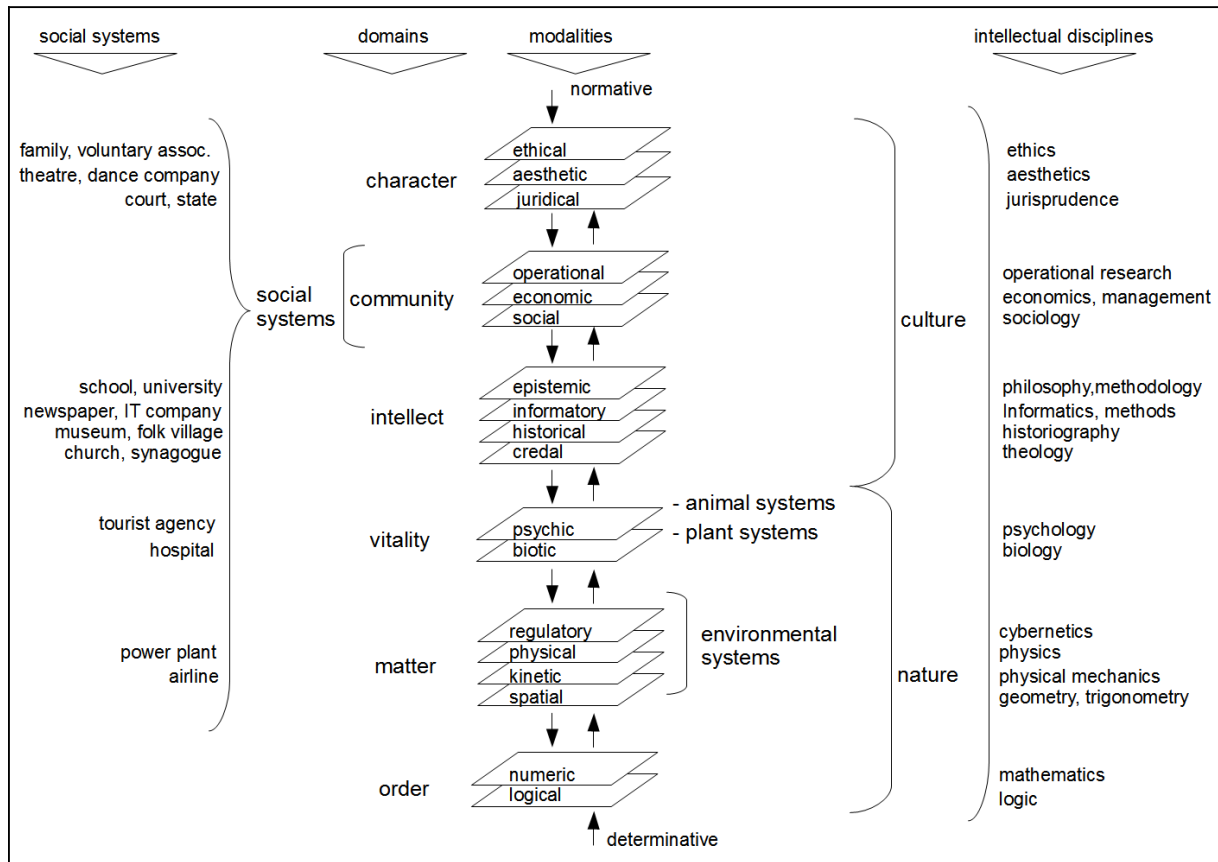 social systems
domains
modalities
intellectual disciplines
normative
family, voluntary assoc.
theatre, dance company
court, state
character
ethical
aesthetic
juridical
ethics
aesthetics
jurisprudence
social
systems
community
operational
economic
social
culture
operational research
economics, management
sociology
school, university
newspaper, IT company
museum, folk village
church, synagogue
intellect
epistemic
informatory
historical
credal
philosophy,methodology
Informatics, methods
historiography
theology
tourist agency
hospital
vitality
psychic
biotic
- animal systems
- plant systems
psychology
biology
power plant
airline
matter
regulatory
physical
kinetic
spatial
environmental
systems
nature
cybernetics
physics
physical mechanics
geometry, trigonometry
order
numeric
logical
mathematics
logic
determinative